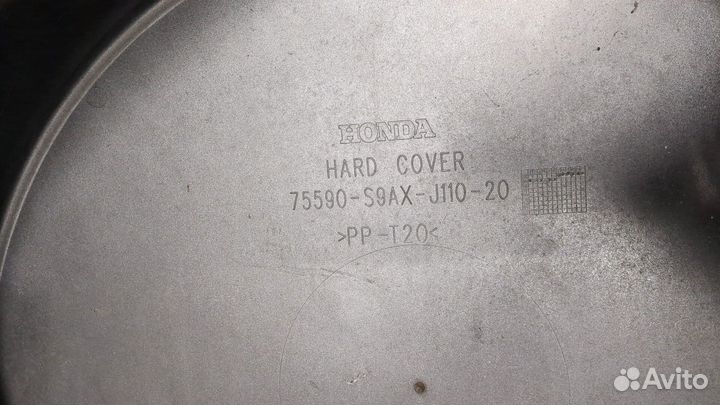 HONDA
HARD COVER
75590-S9AX-J110-20
>PP-T20<
Avito